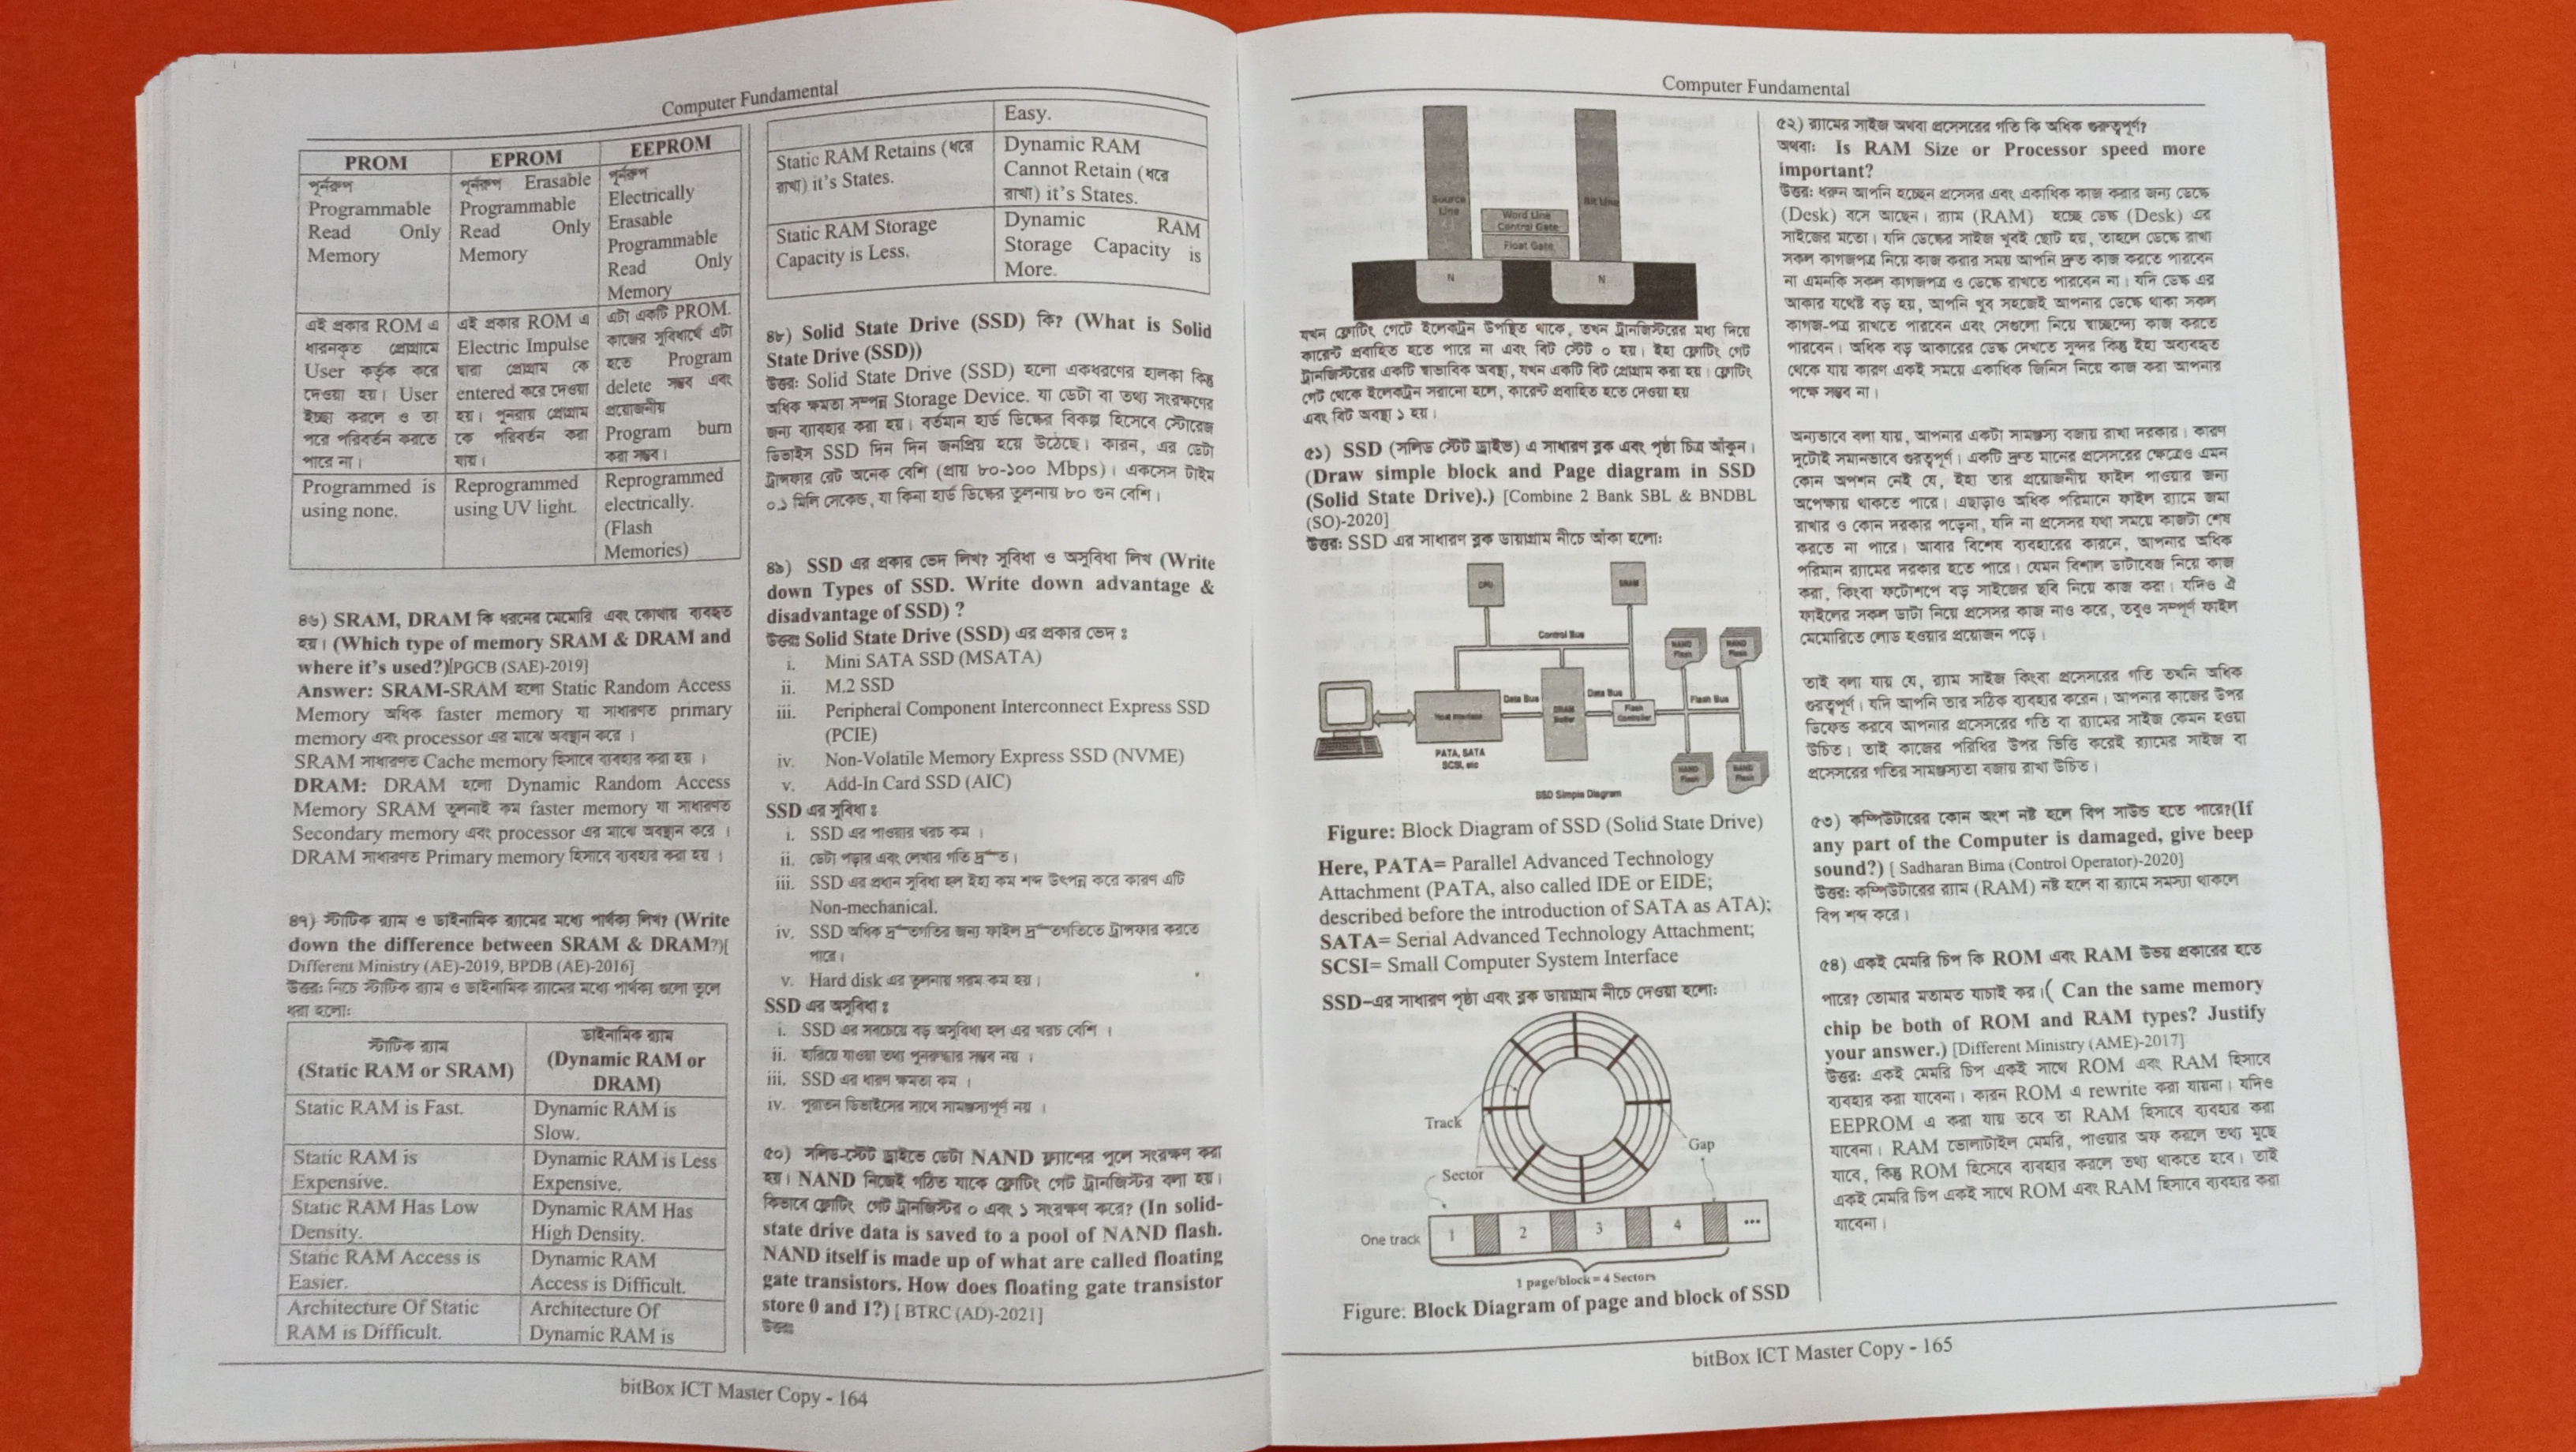 Computer Fundamental
PROM
EPROM
EEPROM
পূর্নরুপ
Programmable
Read Only
Memory
পূর্নরুপ Erasable
Programmable
Read Only
Memory
পূর্নরুপ
Electrically
Erasable
Programmable
Read Only
Memory
এই প্রকার ROM এ
ধারনকৃত প্রোগ্রামে
User কর্তৃক করে
দেওয়া হয়। User
ইচ্ছা করলে ও তা
পরে পরিবর্তন করতে
পারে না।
এই প্রকার ROM এ
Electric Impulse
দ্বারা প্রোগ্রাম কে
entered করে দেওয়া
হয়। পুনরায় প্রোগ্রাম
কে পরিবর্তন করা
যায়।
এটা একটি PROM.
কাজের সুবিধার্থে এটা
হতে Program
delete সম্ভব এবং
প্রয়োজনীয়
Program burn
করা সম্ভব।
Programmed is
using none.
Reprogrammed
using UV light.
Reprogrammed
electrically.
(Flash
Memories)
৪৬) SRAM, DRAM কি ধরনের মেমোরি এবং কোথায় ব্যবহৃত
হয়। (Which type of memory SRAM & DRAM and
where it's used?)[PGCB (SAE)-2019]
Answer: SRAM-SRAM হলো Static Random Access
Memory অধিক faster memory যা সাধারণত primary
memory এবং processor এর মাঝে অবস্থান করে ।
SRAM সাধারণত Cache memory হিসাবে ব্যবহার করা হয় ।
DRAM: DRAM হলো Dynamic Random Access
Memory SRAM তুলনাই কম faster memory যা সাধারণত
Secondary memory এবং processor এর মাঝে অবস্থান করে ।
DRAM সাধারণত Primary memory হিসাবে ব্যবহার করা হয় ।
৪৭) স্টাটিক র‍্যাম ও ডাইনামিক র‍্যামের মধ্যে পার্থক্য লিখ? (Write
down the difference between SRAM & DRAM?)[
Different Ministry (AE)-2019, BPDB (AE)-2016]
উত্তর: নিচে স্টাটিক র‍্যাম ও ডাইনামিক র‍্যামের মধ্যে পার্থক্য গুলো তুলে
ধরা হলো:
স্টাটিক র‍্যাম
(Static RAM or SRAM)
ডাইনামিক র‍্যাম
(Dynamic RAM or
DRAM)
Static RAM is Fast.
Dynamic RAM is
Slow.
Static RAM is
Expensive.
Dynamic RAM is Less
Expensive.
Static RAM Has Low
Density.
Dynamic RAM Has
High Density.
Static RAM Access is
Easier.
Dynamic RAM
Access is Difficult.
Architecture Of Static
RAM is Difficult.
Architecture Of
Dynamic RAM is
Easy.
Static RAM Retains (ধরে
রাখা) it's States.
Dynamic RAM
Cannot Retain (ধরে
রাখা) it's States.
Static RAM Storage
Capacity is Less.
Dynamic RAM
Storage Capacity is
More.
৪৮) Solid State Drive (SSD) কি? (What is Solid
State Drive (SSD))
উত্তর: Solid State Drive (SSD) হলো একধরণের হালকা কিন্তু
অধিক ক্ষমতা সম্পন্ন Storage Device. যা ডেটা বা তথ্য সংরক্ষণের
জন্য ব্যাবহার করা হয়। বর্তমান হার্ড ডিস্কের বিকল্প হিসেবে স্টোরেজ
ডিভাইস SSD দিন দিন জনপ্রিয় হয়ে উঠেছে। কারন, এর ডেটা
ট্রান্সফার রেট অনেক বেশি (প্রায় ৮০-১০০ Mbps)। একসেস টাইম
০.১ মিলি সেকেন্ড, যা কিনা হার্ড ডিস্কের তুলনায় ৮০ গুন বেশি।
৪৯) SSD এর প্রকার ভেদ লিখ? সুবিধা ও অসুবিধা লিখ (Write
down Types of SSD. Write down advantage &
disadvantage of SSD) ?
উত্তরঃ Solid State Drive (SSD) এর প্রকার ভেদ ঃ
i. Mini SATA SSD (MSATA)
ii. M.2 SSD
iii. Peripheral Component Interconnect Express SSD
(PCIE)
iv. Non-Volatile Memory Express SSD (NVME)
v. Add-In Card SSD (AIC)
SSD এর সুবিধা ঃ
i. SSD এর পাওয়ার খরচ কম ।
ii. ডেটা পড়ার এবং লেখার গতি দ্রুত।
iii. SSD এর প্রধান সুবিধা হল ইহা কম শব্দ উৎপন্ন করে কারণ এটি
Non-mechanical.
iv. SSD অধিক দ্রুতগতির জন্য ফাইল দ্রুতগতিতে ট্রান্সফার করতে
পারে।
v. Hard disk এর তুলনায় গরম কম হয়।
SSD এর অসুবিধা ঃ
i. SSD এর সবচেয়ে বড় অসুবিধা হল এর খরচ বেশি ।
ii. হারিয়ে যাওয়া তথ্য পুনরুদ্ধার সম্ভব নয় ।
iii. SSD এর ধারণ ক্ষমতা কম ।
iv. পুরাতন ডিভাইসের সাথে সামঞ্জস্যপূর্ণ নয় ।
৫০) সলিড-স্টেট ড্রাইভে ডেটা NAND ফ্ল্যাশের পুলে সংরক্ষণ করা
হয়। NAND নিজেই গঠিত যাকে ফ্লোটিং গেট ট্রানজিস্টর বলা হয়।
কিভাবে ফ্লোটিং গেট ট্রানজিস্টর ০ এবং ১ সংরক্ষণ করে? (In solid-
state drive data is saved to a pool of NAND flash.
NAND itself is made up of what are called floating
gate transistors. How does floating gate transistor
store 0 and 1?) [ BTRC (AD)-2021]
উত্তরঃ
bitBox ICT Master Copy - 164
Computer Fundamental
Source
Line
Word Line
Control Gate
Float Gate
Bit Line
N
N
যখন ফ্লোটিং গেটে ইলেকট্রন উপস্থিত থাকে, তখন ট্রানজিস্টরের মধ্য দিয়ে
কারেন্ট প্রবাহিত হতে পারে না এবং বিট স্টেট ০ হয়। ইহা ফ্লোটিং গেট
ট্রানজিস্টরের একটি স্বাভাবিক অবস্থা, যখন একটি বিট প্রোগ্রাম করা হয়। ফ্লোটিং
গেট থেকে ইলেকট্রন সরানো হলে, কারেন্ট প্রবাহিত হতে দেওয়া হয়
এবং বিট অবস্থা ১ হয়।
৫১) SSD (সলিড স্টেট ড্রাইভ) এ সাধারণ ব্লক এবং পৃষ্ঠা চিত্র আঁকুন।
(Draw simple block and Page diagram in SSD
(Solid State Drive).) [Combine 2 Bank SBL & BNDBL
(SO)-2020]
উত্তর: SSD এর সাধারণ ব্লক ডায়াগ্রাম নীচে আঁকা হলো:
CPU
SRAM
Control Bus
NAND
Flash
NAND
Flash
Host Interface
Data Bus
DRAM
Buffer
Data Bus
Flash
Controller
Flash Bus
PATA, SATA
SCSI, etc
NAND
Flash
NAND
Flash
SSD Simple Diagram
Figure: Block Diagram of SSD (Solid State Drive)
Here, PATA= Parallel Advanced Technology
Attachment (PATA, also called IDE or EIDE;
described before the introduction of SATA as ATA);
SATA= Serial Advanced Technology Attachment;
SCSI= Small Computer System Interface
SSD-এর সাধারণ পৃষ্ঠা এবং ব্লক ডায়াগ্রাম নীচে দেওয়া হলো:
Track
Sector
Gap
One track
1
2
3
4
...
1 page/block = 4 Sectors
Figure: Block Diagram of page and block of SSD
৫২) র‍্যামের সাইজ অথবা প্রসেসরের গতি কি অধিক গুরুত্বপূর্ণ?
অথবা: Is RAM Size or Processor speed more
important?
উত্তর: ধরুন আপনি হচ্ছেন প্রসেসর এবং একাধিক কাজ করার জন্য ডেস্কে
(Desk) বসে আছেন। র‍্যাম (RAM) হচ্ছে ডেস্ক (Desk) এর
সাইজের মতো। যদি ডেস্কের সাইজ খুবই ছোট হয়, তাহলে ডেস্কে রাখা
সকল কাগজপত্র নিয়ে কাজ করার সময় আপনি দ্রুত কাজ করতে পারবেন
না এমনকি সকল কাগজপত্র ও ডেস্কে রাখতে পারবেন না। যদি ডেস্ক এর
আকার যথেষ্ট বড় হয়, আপনি খুব সহজেই আপনার ডেস্কে থাকা সকল
কাগজ-পত্র রাখতে পারবেন এবং সেগুলো নিয়ে স্বাচ্ছন্দ্যে কাজ করতে
পারবেন। অধিক বড় আকারের ডেস্ক দেখতে সুন্দর কিন্তু ইহা অব্যবহৃত
থেকে যায় কারণ একই সময়ে একাধিক জিনিস নিয়ে কাজ করা আপনার
পক্ষে সম্ভব না।
অন্যভাবে বলা যায়, আপনার একটা সামঞ্জস্য বজায় রাখা দরকার। কারণ
দুটোই সমানভাবে গুরত্বপূর্ণ। একটি দ্রুত মানের প্রসেসরের ক্ষেত্রেও এমন
কোন অপশন নেই যে, ইহা তার প্রয়োজনীয় ফাইল পাওয়ার জন্য
অপেক্ষায় থাকতে পারে। এছাড়াও অধিক পরিমানে ফাইল র‍্যামে জমা
রাখার ও কোন দরকার পড়েনা, যদি না প্রসেসর যথা সময়ে কাজটা শেষ
করতে না পারে। আবার বিশেষ ব্যবহারের কারনে, আপনার অধিক
পরিমান র‍্যামের দরকার হতে পারে। যেমন বিশাল ডাটাবেজ নিয়ে কাজ
করা, কিংবা ফটোশপে বড় সাইজের ছবি নিয়ে কাজ করা। যদিও ঐ
ফাইলের সকল ডাটা নিয়ে প্রসেসর কাজ নাও করে, তবুও সম্পূর্ণ ফাইল
মেমোরিতে লোড হওয়ার প্রয়োজন পড়ে।
তাই বলা যায় যে, র‍্যাম সাইজ কিংবা প্রসেসরের গতি তখনি অধিক
গুরত্বপূর্ণ। যদি আপনি তার সঠিক ব্যবহার করেন। আপনার কাজের উপর
ডিফেন্ড করবে আপনার প্রসেসরের গতি বা র‍্যামের সাইজ কেমন হওয়া
উচিত। তাই কাজের পরিধির উপর ভিত্তি করেই র‍্যামের সাইজ বা
প্রসেসরের গতির সামঞ্জস্যতা বজায় রাখা উচিত।
৫৩) কম্পিউটারের কোন অংশ নষ্ট হলে বিপ সাউন্ড হতে পারে?(If
any part of the Computer is damaged, give beep
sound?) [ Sadharan Bima (Control Operator)-2020]
উত্তর: কম্পিউটারের র‍্যাম (RAM) নষ্ট হলে বা র‍্যামে সমস্যা থাকলে
বিপ শব্দ করে।
৫৪) একই মেমরি চিপ কি ROM এবং RAM উভয় প্রকারের হতে
পারে? তোমার মতামত যাচাই কর।( Can the same memory
chip be both of ROM and RAM types? Justify
your answer.) [Different Ministry (AME)-2017]
উত্তর: একই মেমরি চিপ একই সাথে ROM এবং RAM হিসাবে
ব্যবহার করা যাবেনা। কারন ROM এ rewrite করা যায়না। যদিও
EEPROM এ করা যায় তবে তা RAM হিসাবে ব্যবহার করা
যাবেনা। RAM ভোলাটাইল মেমরি, পাওয়ার অফ করলে তথ্য মুছে
যাবে, কিন্তু ROM হিসেবে ব্যবহার করলে তথ্য থাকতে হবে। তাই
একই মেমরি চিপ একই সাথে ROM এবং RAM হিসাবে ব্যবহার করা
যাবেনা।
bitBox ICT Master Copy - 165